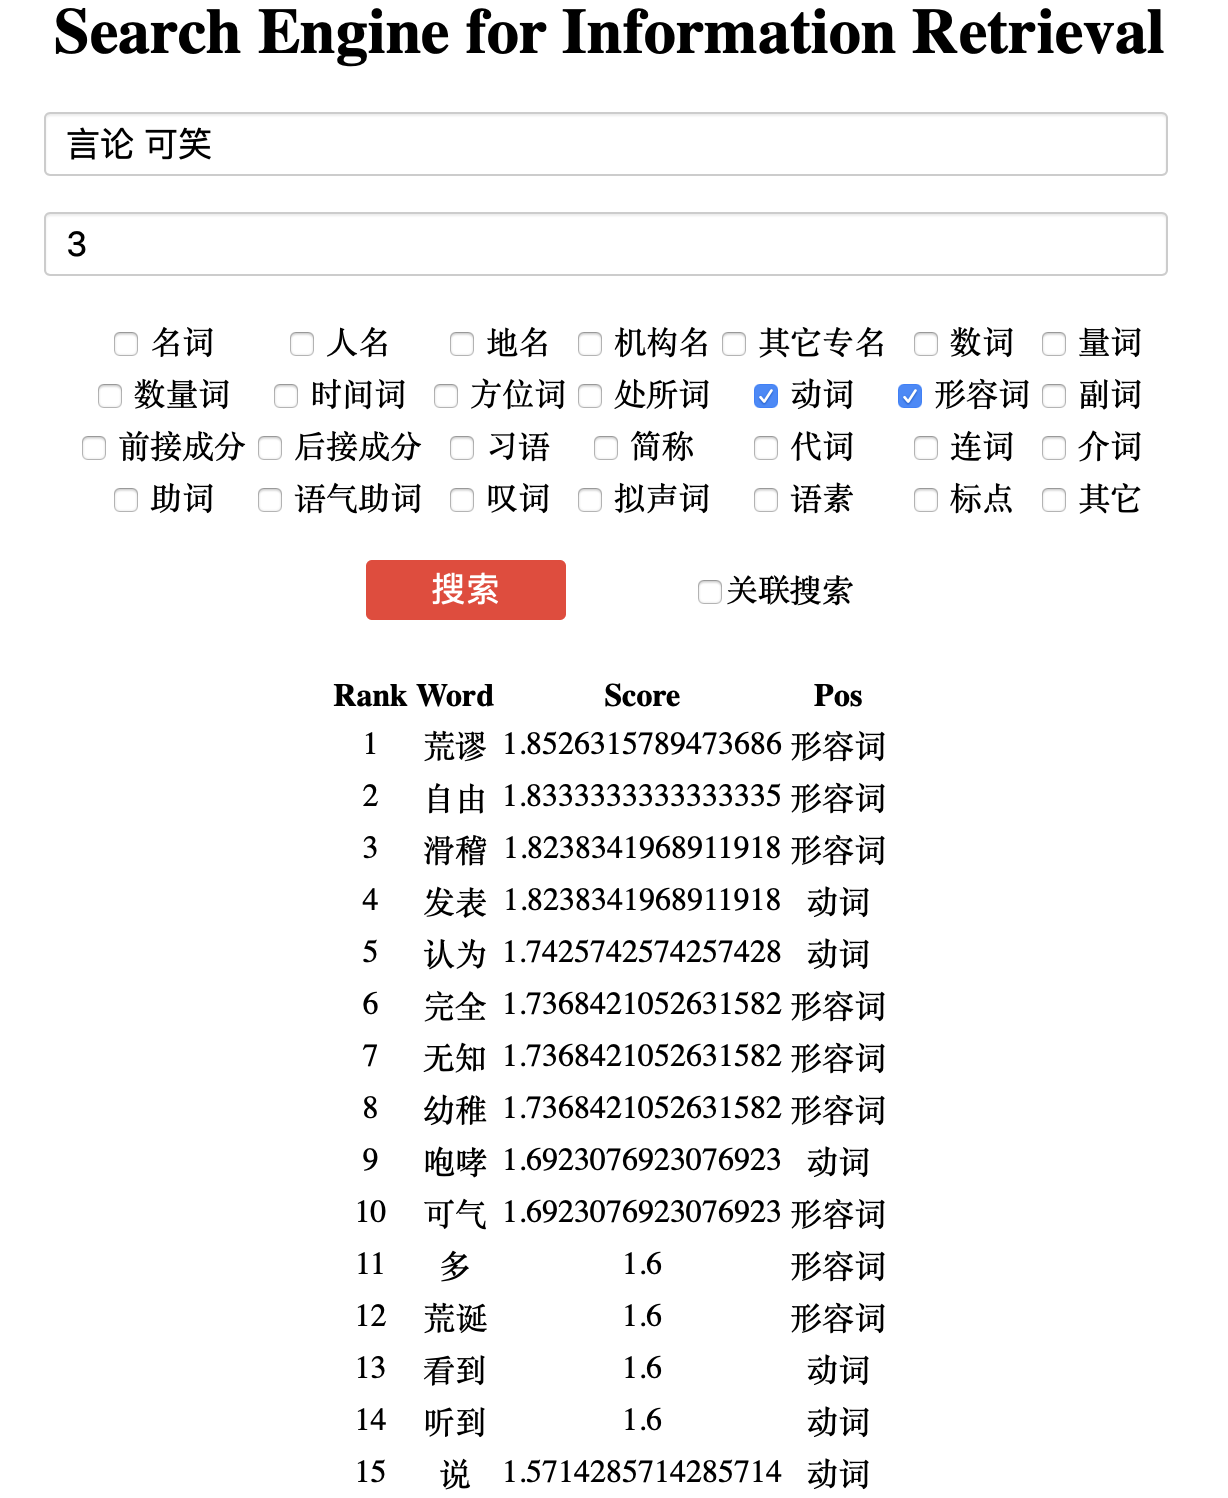 Search Engine for Information Retrieval
言论 可笑
3
名词 人名 地名 机构名 其它专名 数词 量词
数量词 时间词 方位词 处所词 动词 形容词 副词
前接成分 后接成分 习语 简称 代词 连词 介词
助词 语气助词 叹词 拟声词 语素 标点 其它
搜索 关联搜索
Rank Word Score Pos
1 荒谬 1.8526315789473686 形容词
2 自由 1.8333333333333335 形容词
3 滑稽 1.8238341968911918 形容词
4 发表 1.8238341968911918 动词
5 认为 1.7425742574257428 动词
6 完全 1.7368421052631582 形容词
7 无知 1.7368421052631582 形容词
8 幼稚 1.7368421052631582 形容词
9 咆哮 1.6923076923076923 动词
10 可气 1.6923076923076923 形容词
11 多 1.6 形容词
12 荒诞 1.6 形容词
13 看到 1.6 动词
14 听到 1.6 动词
15 说 1.5714285714285714 动词